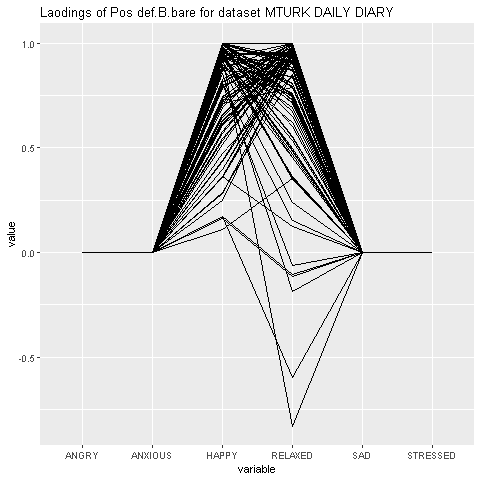 Laodings of Pos def.B.bare for dataset MTURK DAILY DIARY
1.0
0.5
0.0
-0.5
value
ANGRY ANXIOUS HAPPY RELAXED SAD STRESSED
variable